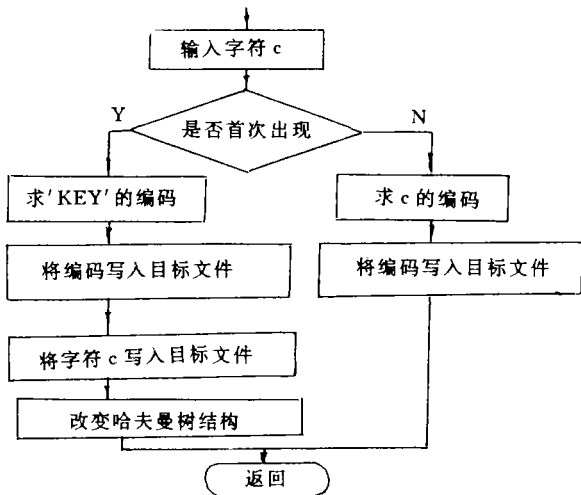 输入字符 c
是否首次出现
Y
N
求'KEY'的编码
求 c 的编码
将编码写入目标文件
将编码写入目标文件
将字符 c 写入目标文件
改变哈夫曼树结构
返回